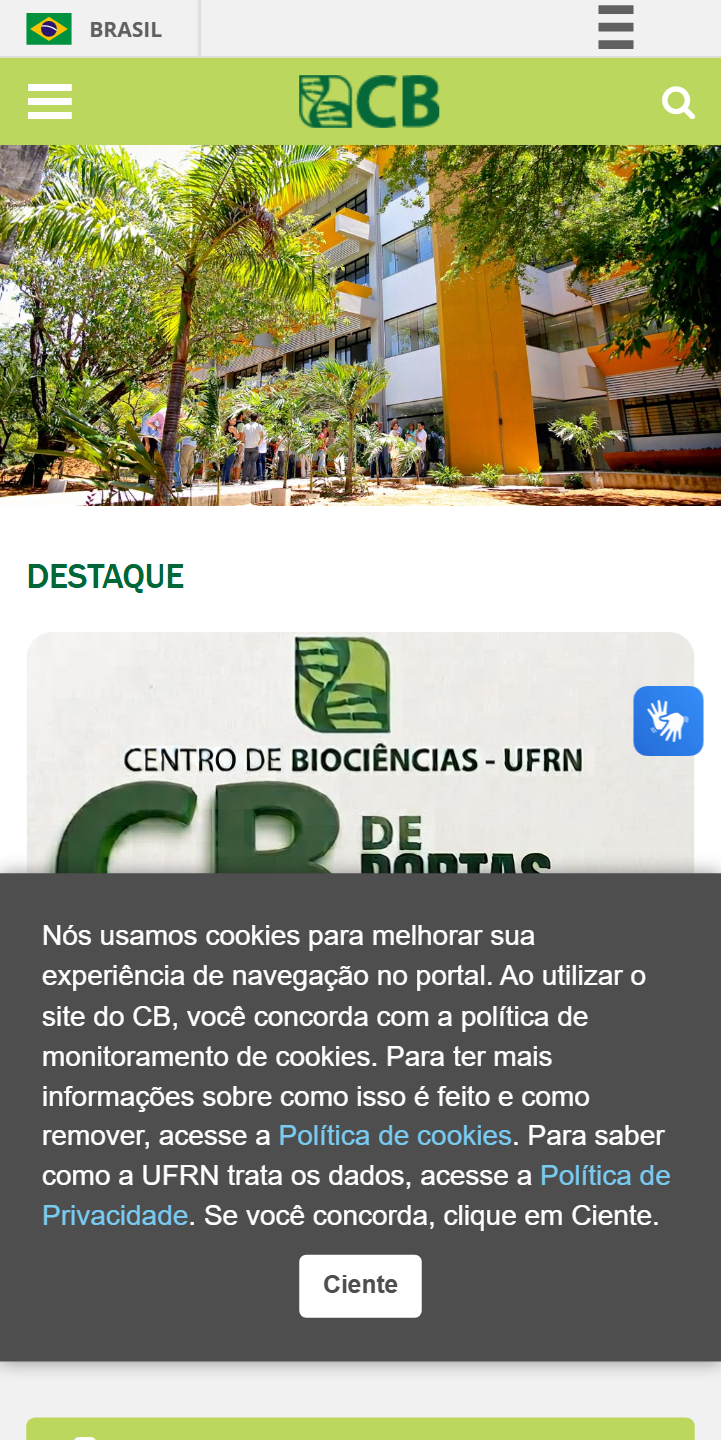 BRASIL
CB
DESTAQUE
CENTRO DE BIOCIÊNCIAS - UFRN
CB DE
PORTAS
Nós usamos cookies para melhorar sua
experiência de navegação no portal. Ao utilizar o
site do CB, você concorda com a política de
monitoramento de cookies. Para ter mais
informações sobre como isso é feito e como
remover, acesse a Política de cookies. Para saber
como a UFRN trata os dados, acesse a Política de
Privacidade. Se você concorda, clique em Ciente.
Ciente